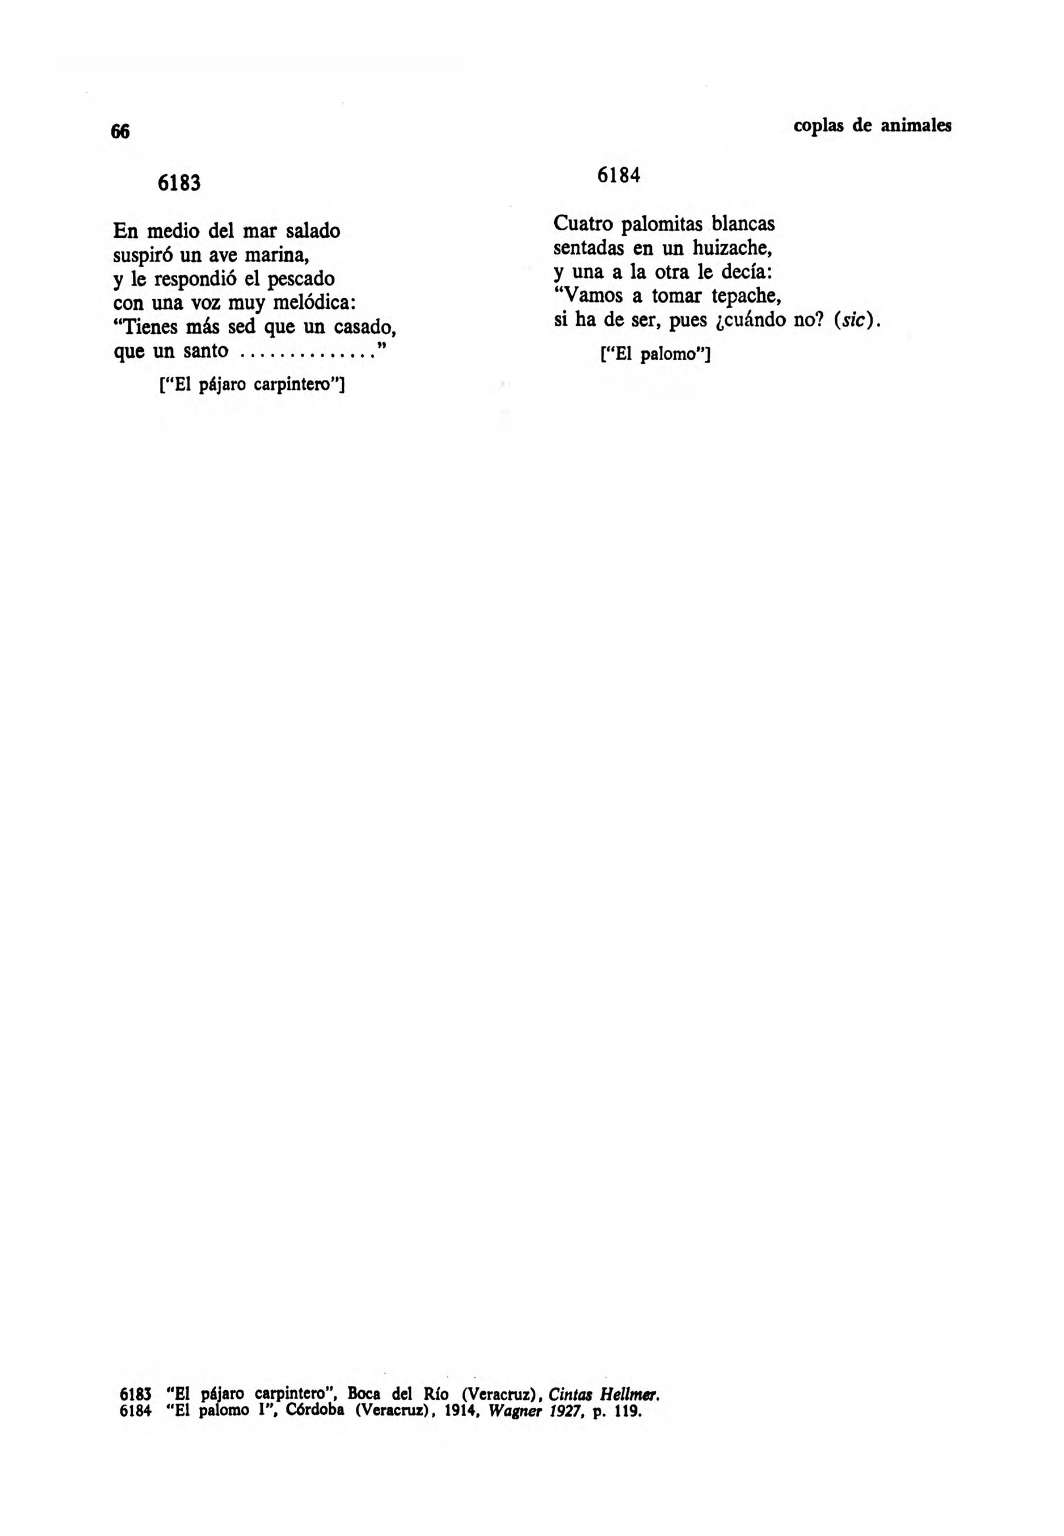 66
coplas de animales
6183
En medio del mar salado
suspiró un ave marina,
y le respondió el pescado
con una voz muy melódica:
“Tienes más sed que un casado,
que un santo ..............”
[“El pájaro carpintero”]
6184
Cuatro palomitas blancas
sentadas en un huizache,
y una a la otra le decía:
“Vamos a tomar tepache,
si ha de ser, pues ¿cuándo no? (sic).
[“El palomo”]
6183 “El pájaro carpintero”, Boca del Río (Veracruz), Cintas Hellmer.
6184 “El palomo I”, Córdoba (Veracruz), 1914, Wagner 1927, p. 119.